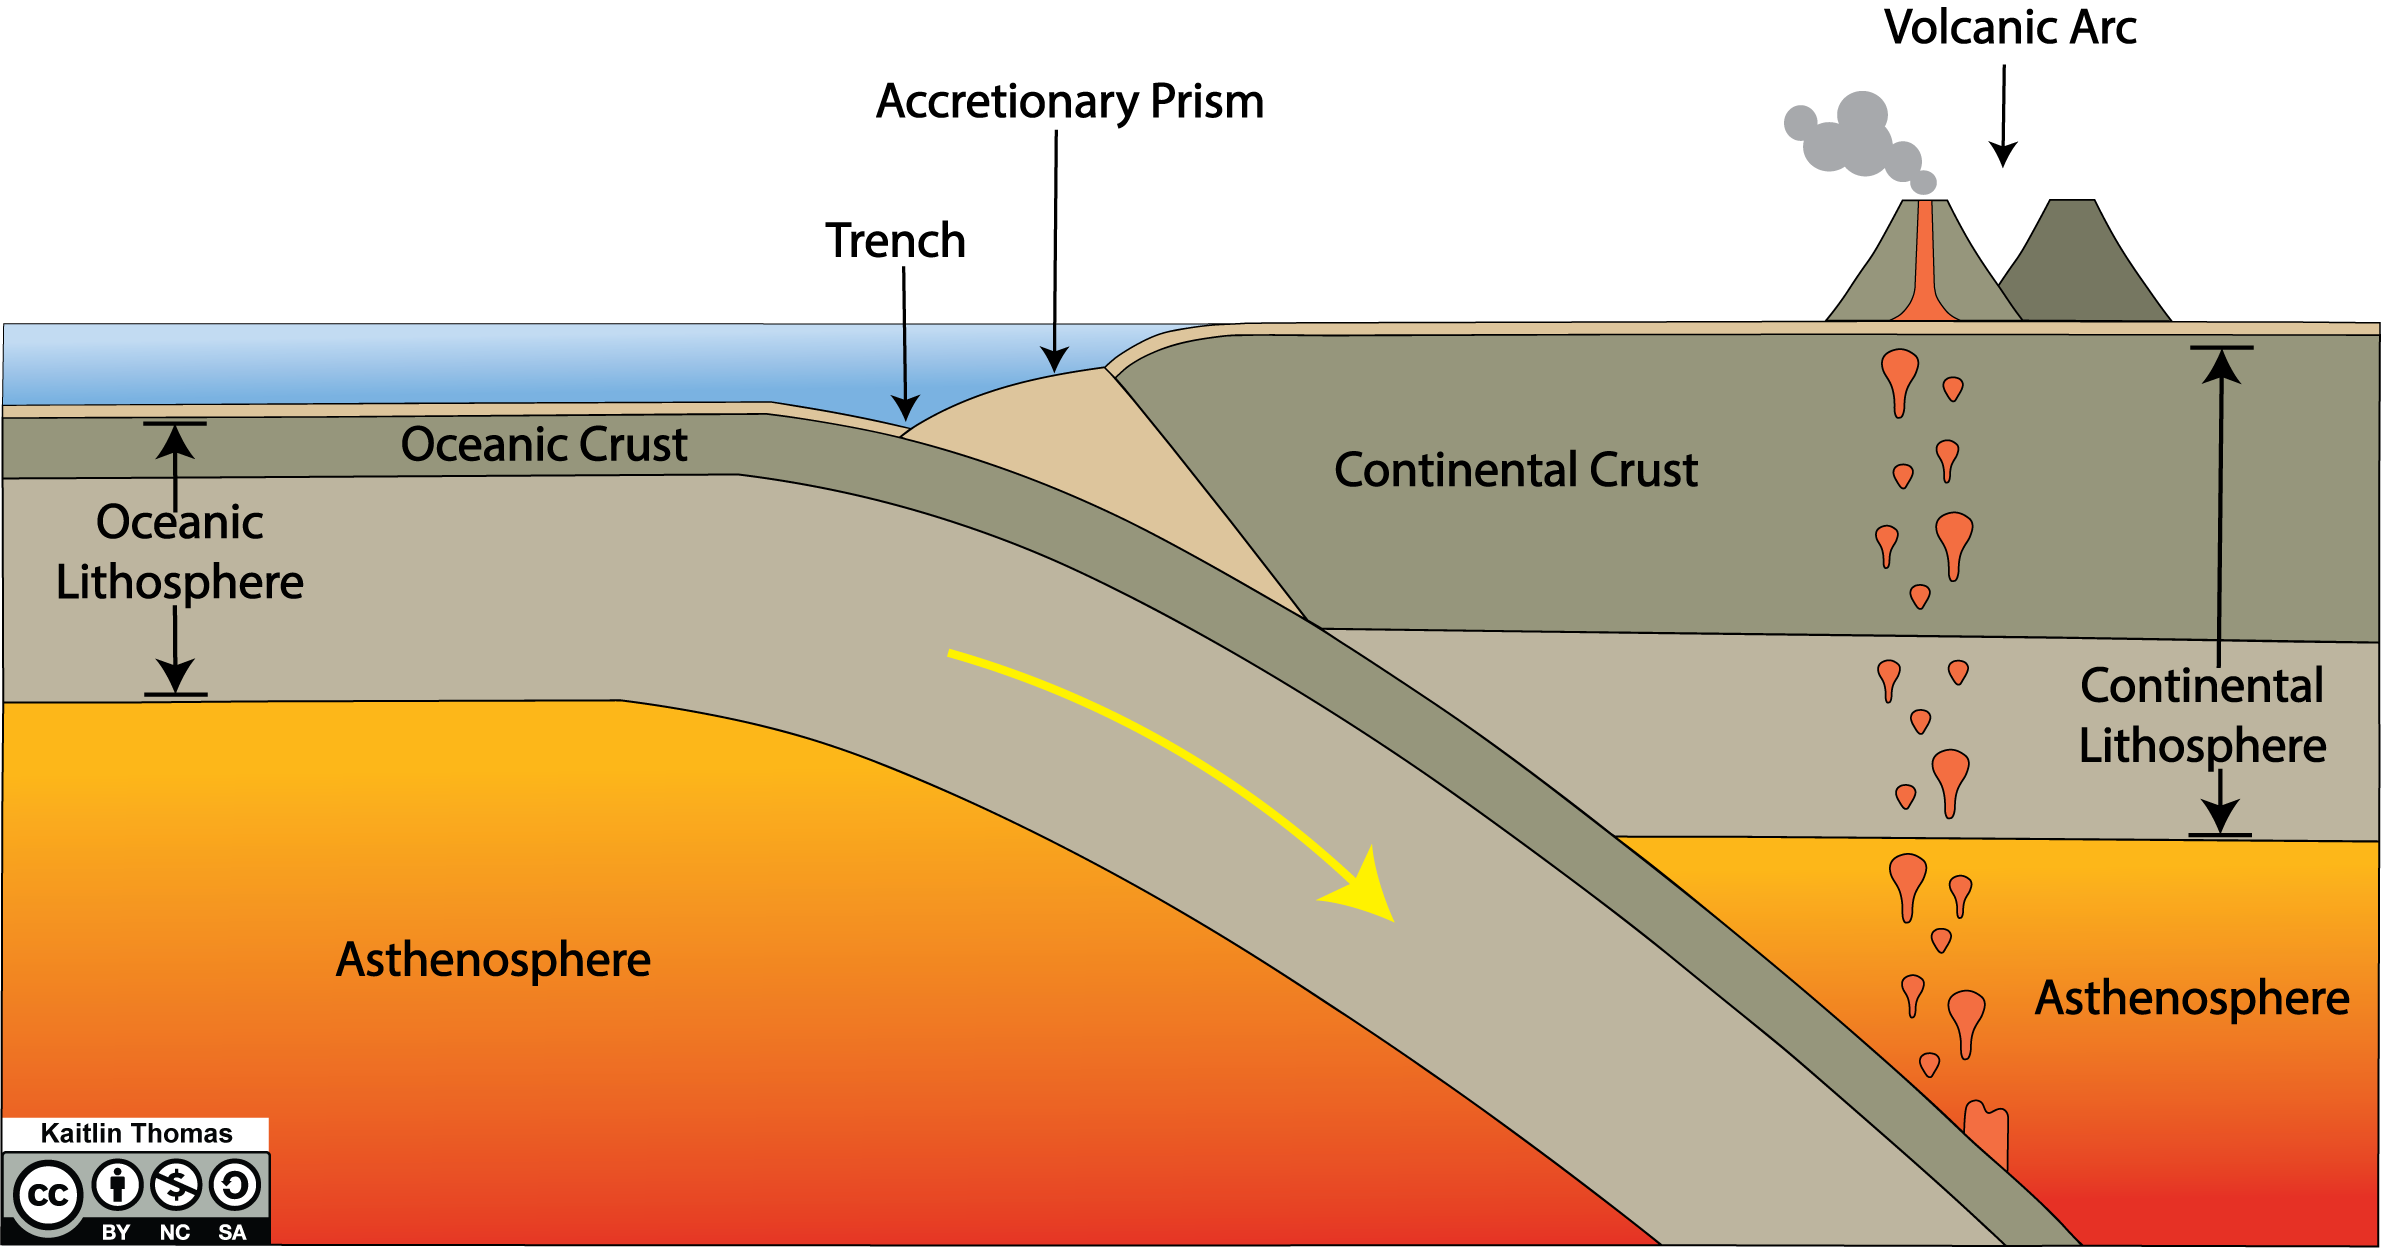 Volcanic Arc
Accretionary Prism
Trench
Oceanic Crust
Continental Crust
Oceanic
Lithosphere
Continental
Lithosphere
Asthenosphere
Asthenosphere
Kaitlin Thomas
cc
BY NC SA